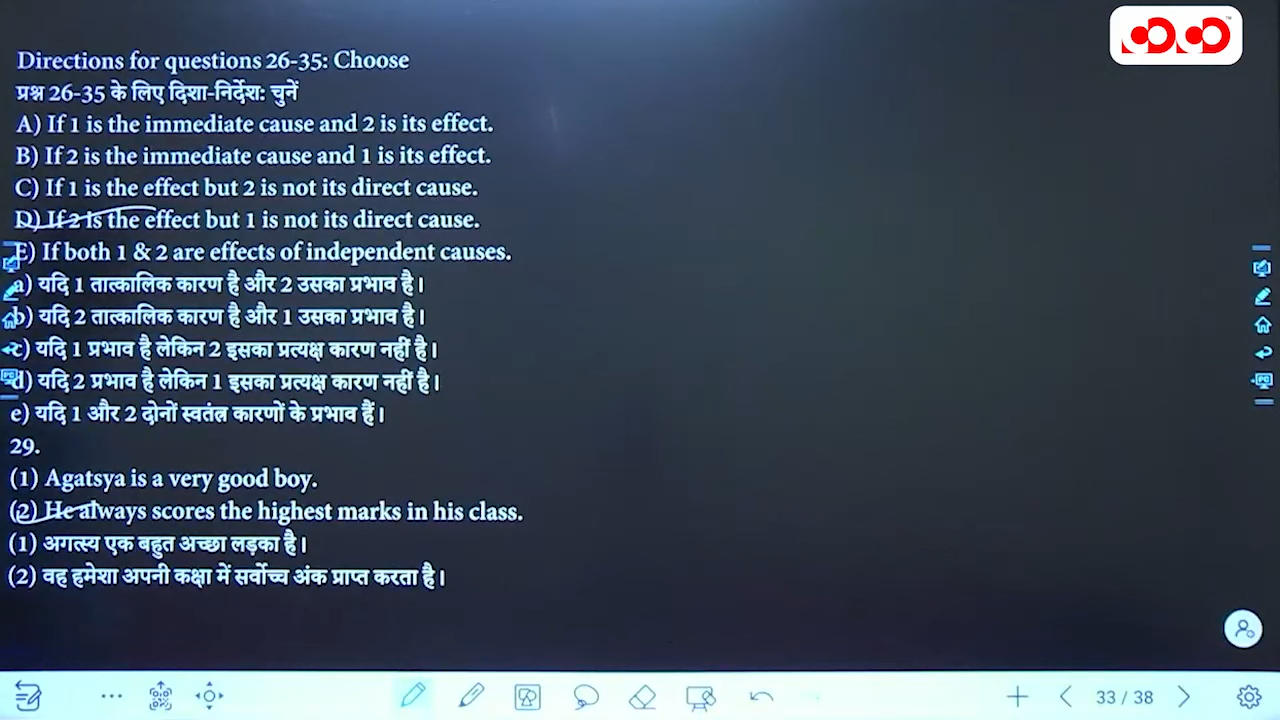 Directions for questions 26-35: Choose
प्रश्न 26-35 के लिए दिशा-निर्देश: चुनें
A) If 1 is the immediate cause and 2 is its effect.
B) If 2 is the immediate cause and 1 is its effect.
C) If 1 is the effect but 2 is not its direct cause.
D) If 2 is the effect but 1 is not its direct cause.
E) If both 1 & 2 are effects of independent causes.
a) यदि 1 तात्कालिक कारण है और 2 उसका प्रभाव है।
b) यदि 2 तात्कालिक कारण है और 1 उसका प्रभाव है।
c) यदि 1 प्रभाव है लेकिन 2 इसका प्रत्यक्ष कारण नहीं है।
d) यदि 2 प्रभाव है लेकिन 1 इसका प्रत्यक्ष कारण नहीं है।
e) यदि 1 और 2 दोनों स्वतंत्र कारणों के प्रभाव हैं।
29.
(1) Agatsya is a very good boy.
(2) He always scores the highest marks in his class.
(1) अगत्स्य एक बहुत अच्छा लड़का है।
(2) वह हमेशा अपनी कक्षा में सर्वोच्च अंक प्राप्त करता है।
33 / 38